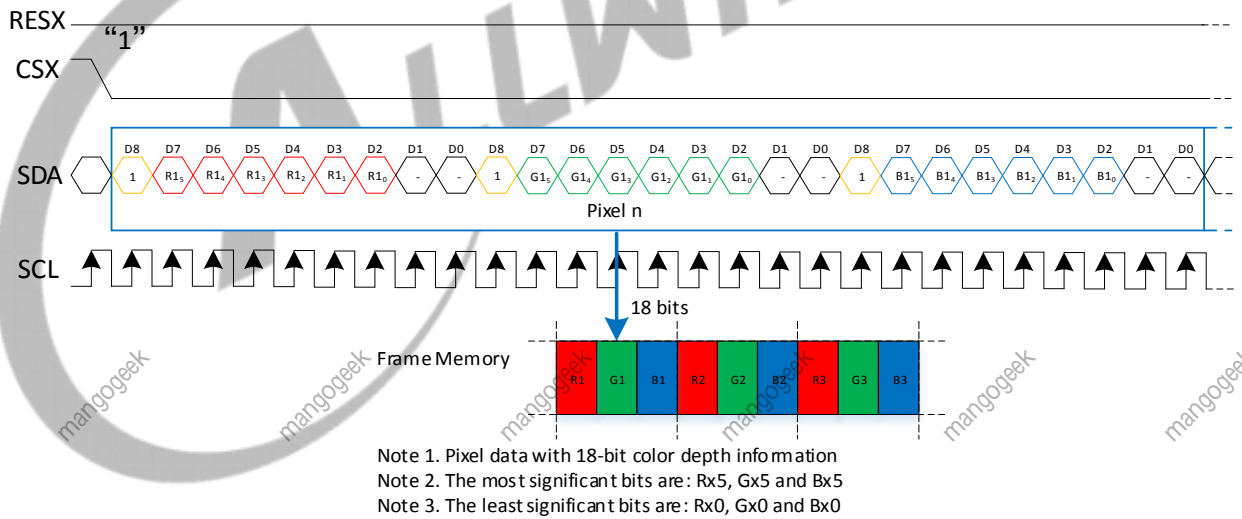 RESX
“1”
CSX
D8 D7 D6 D5 D4 D3 D2 D1 D0 D8 D7 D6 D5 D4 D3 D2 D1 D0 D8 D7 D6 D5 D4 D3 D2 D1 D0
SDA 1 R1₅ R1₄ R1₃ R1₂ R1₁ R1₀ - - 1 G1₅ G1₄ G1₃ G1₂ G1₁ G1₀ - - 1 B1₅ B1₄ B1₃ B1₂ B1₁ B1₀ - -
Pixel n
SCL
18 bits
Frame Memory
R1 G1 B1 R2 G2 B2 R3 G3 B3
mangogeek mangogeek mangogeek mangogeek mangogeek mangogeek
Note 1. Pixel data with 18-bit color depth information
Note 2. The most significant bits are: Rx5, Gx5 and Bx5
Note 3. The least significant bits are: Rx0, Gx0 and Bx0